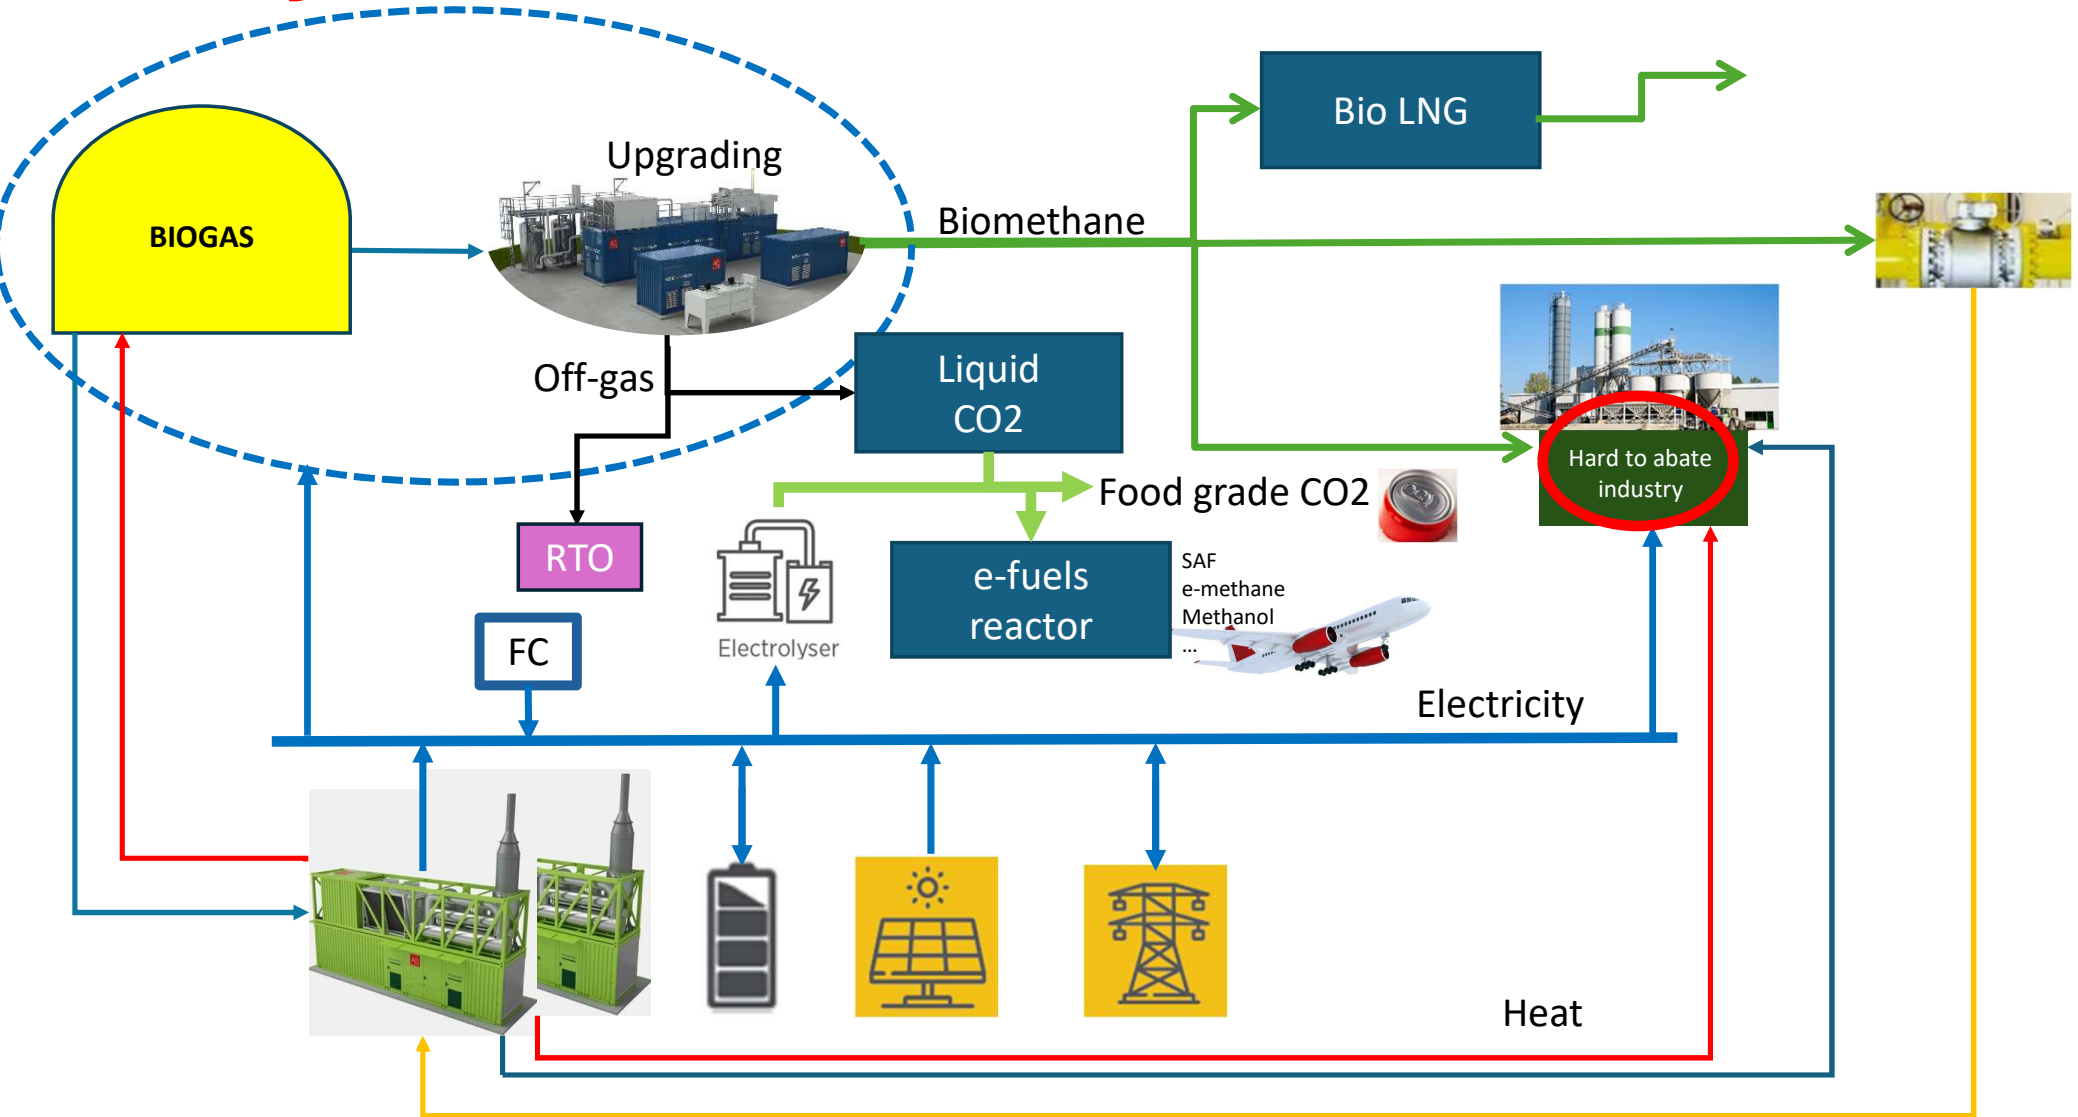 Upgrading
BIOGAS
Biomethane
Bio LNG
Off-gas
Liquid
CO2
Hard to abate
industry
Food grade CO2
RTO
e-fuels
reactor
SAF
e-methane
Methanol
...
FC
Electrolyser
Electricity
Heat